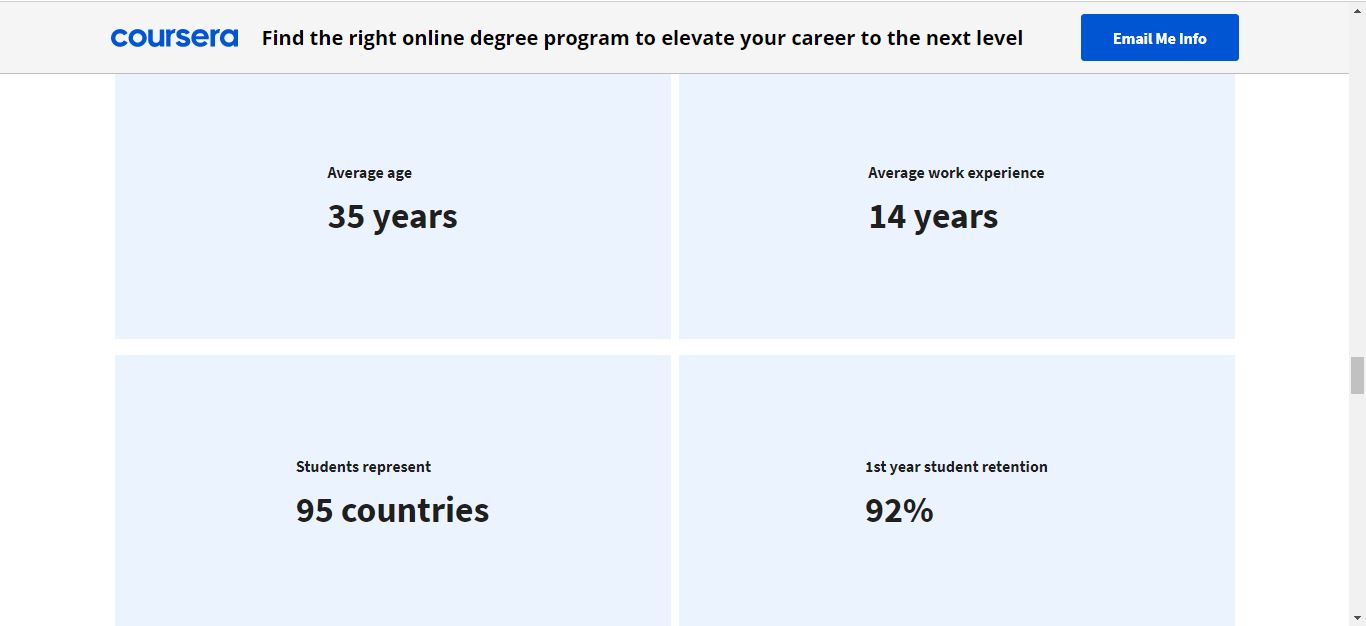 coursera Find the right online degree program to elevate your career to the next level Email Me Info
Average age
35 years
Average work experience
14 years
Students represent
95 countries
1st year student retention
92%